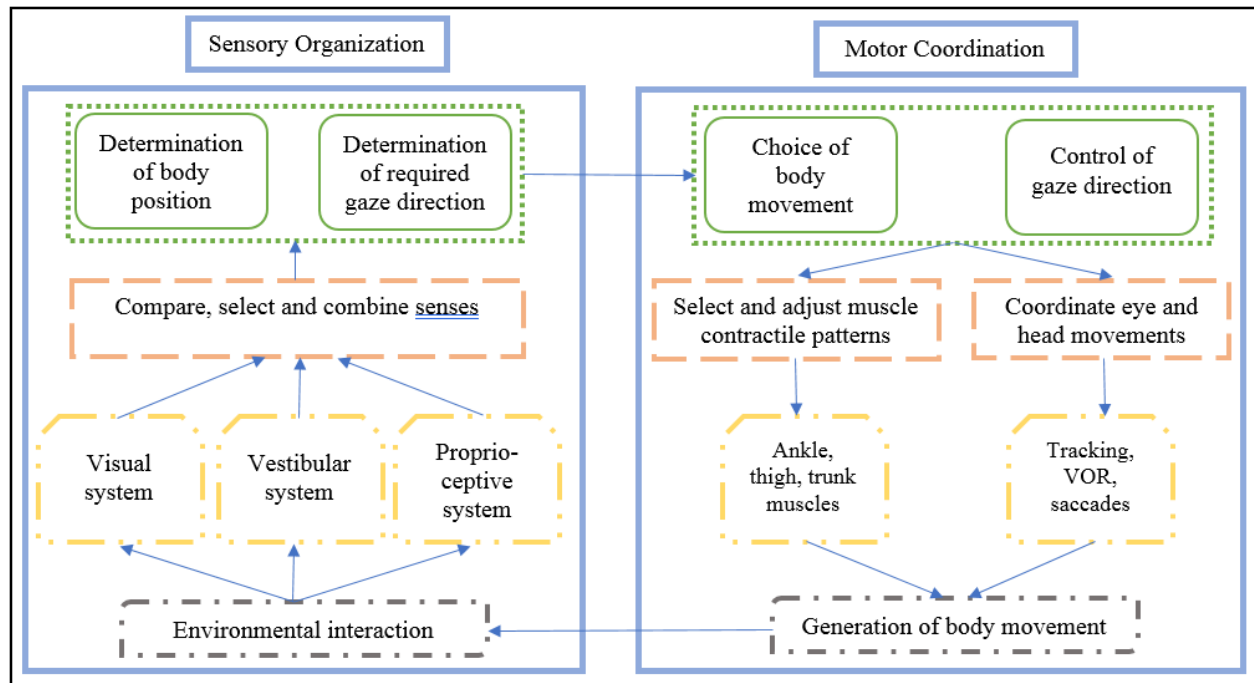 Sensory Organization
Determination
of body
position
Determination
of required
gaze direction
Compare, select and combine senses
Visual
system
Vestibular
system
Proprio-
ceptive
system
Environmental interaction
Motor Coordination
Choice of
body
movement
Control of
gaze direction
Select and adjust muscle
contractile patterns
Coordinate eye and
head movements
Ankle,
thigh, trunk
muscles
Tracking,
VOR,
saccades
Generation of body movement